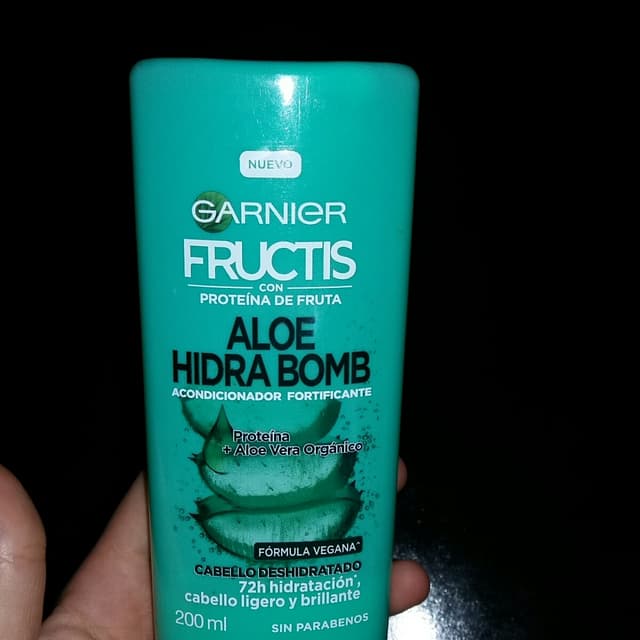 NUEVO
GARNIER
FRUCTIS
CON
PROTEÍNA DE FRUTA
ALOE
HIDRA BOMB
ACONDICIONADOR FORTIFICANTE
Proteína
+ Aloe Vera Orgánico
FÓRMULA VEGANA^
CABELLO DESHIDRATADO
72h hidratación*,
cabello ligero y brillante
200 ml
SIN PARABENOS